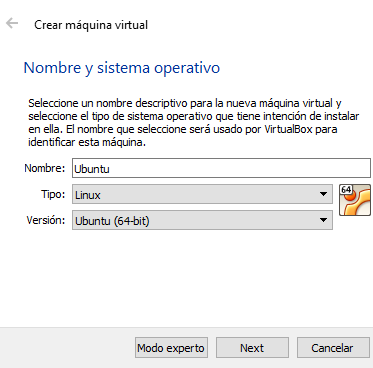 Crear máquina virtual
Nombre y sistema operativo
Seleccione un nombre descriptivo para la nueva máquina virtual y
seleccione el tipo de sistema operativo que tiene intención de instalar
en ella. El nombre que seleccione será usado por VirtualBox para
identificar esta máquina.
Nombre: Ubuntu
Tipo: Linux
64
Versión: Ubuntu (64-bit)
Modo experto Next Cancelar